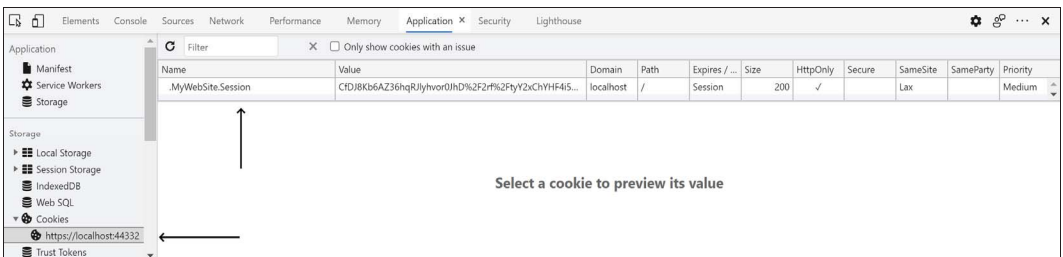 Elements Console Sources Network Performance Memory Application × Security Lighthouse
Application
Filter × Only show cookies with an issue
Manifest
Service Workers
Storage
Name Value Domain Path Expires / ... Size HttpOnly Secure SameSite SameParty Priority
.MyWebSite.Session CfDJ8Kb6AZ36hqRJlyhvor0JhD%2F2rf%2FtyY2xChYHF4i5... localhost / Session 200 ✓ Lax Medium
Storage
Local Storage
Session Storage
IndexedDB
Web SQL
Cookies
https://localhost:44332
Trust Tokens
Select a cookie to preview its value